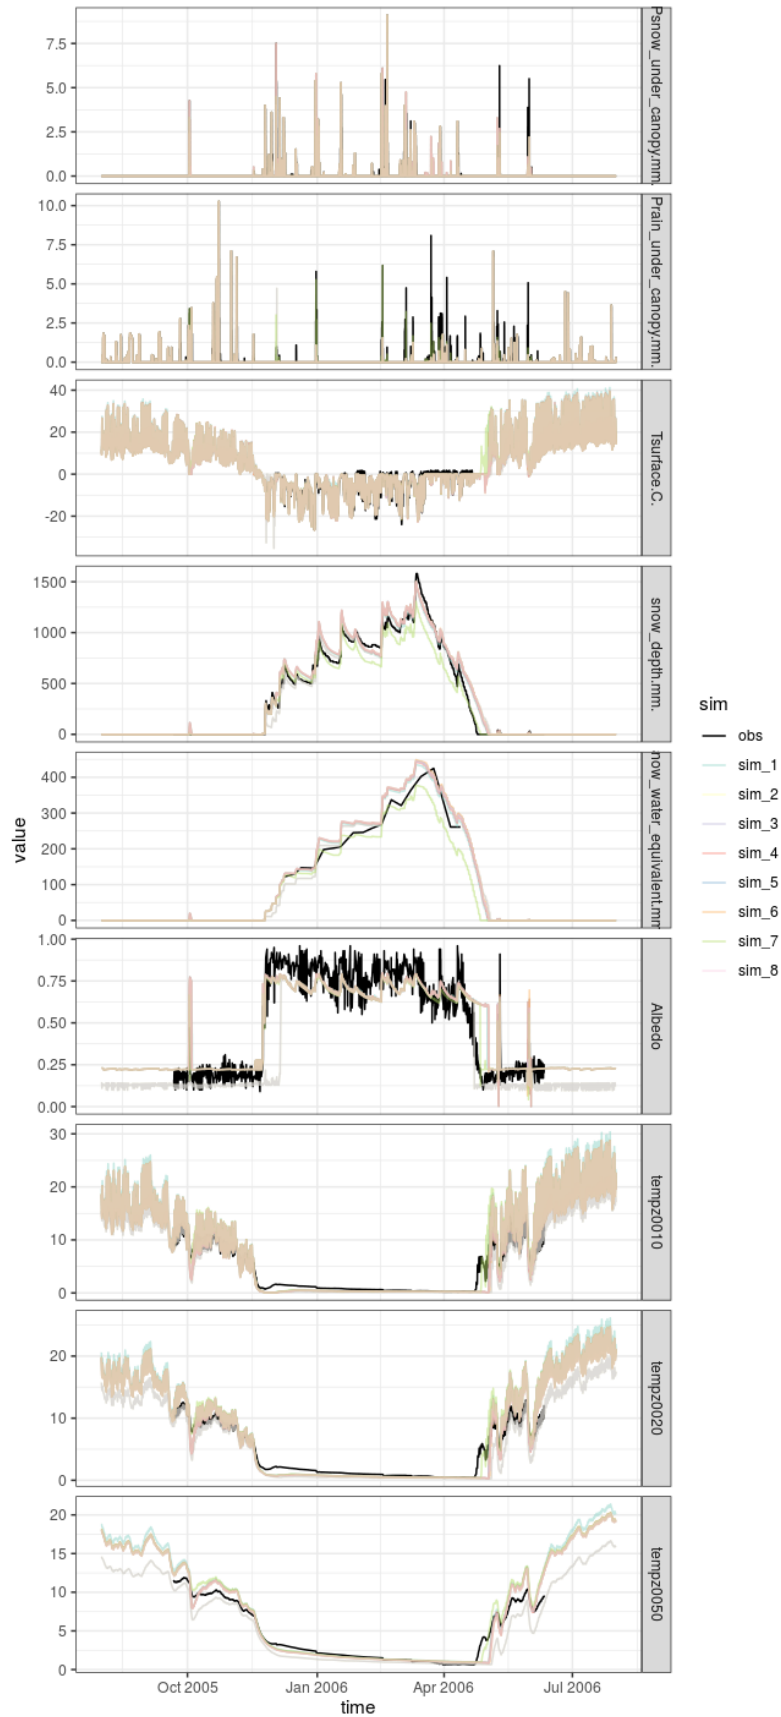 7.5
5.0
2.5
0.0
Psnow_under_canopy.mm.
10.0
7.5
5.0
2.5
0.0
Prain_under_canopy.mm.
40
20
0
-20
Tsurface.C.
1500
1000
500
0
snow_depth.mm.
400
300
200
100
0
now_water_equivalent.mm
1.00
0.75
0.50
0.25
0.00
Albedo
30
20
10
0
tempz0010
20
10
0
tempz0020
20
15
10
5
0
tempz0050
Oct 2005
Jan 2006
Apr 2006
Jul 2006
time
value
sim
obs
sim_1
sim_2
sim_3
sim_4
sim_5
sim_6
sim_7
sim_8